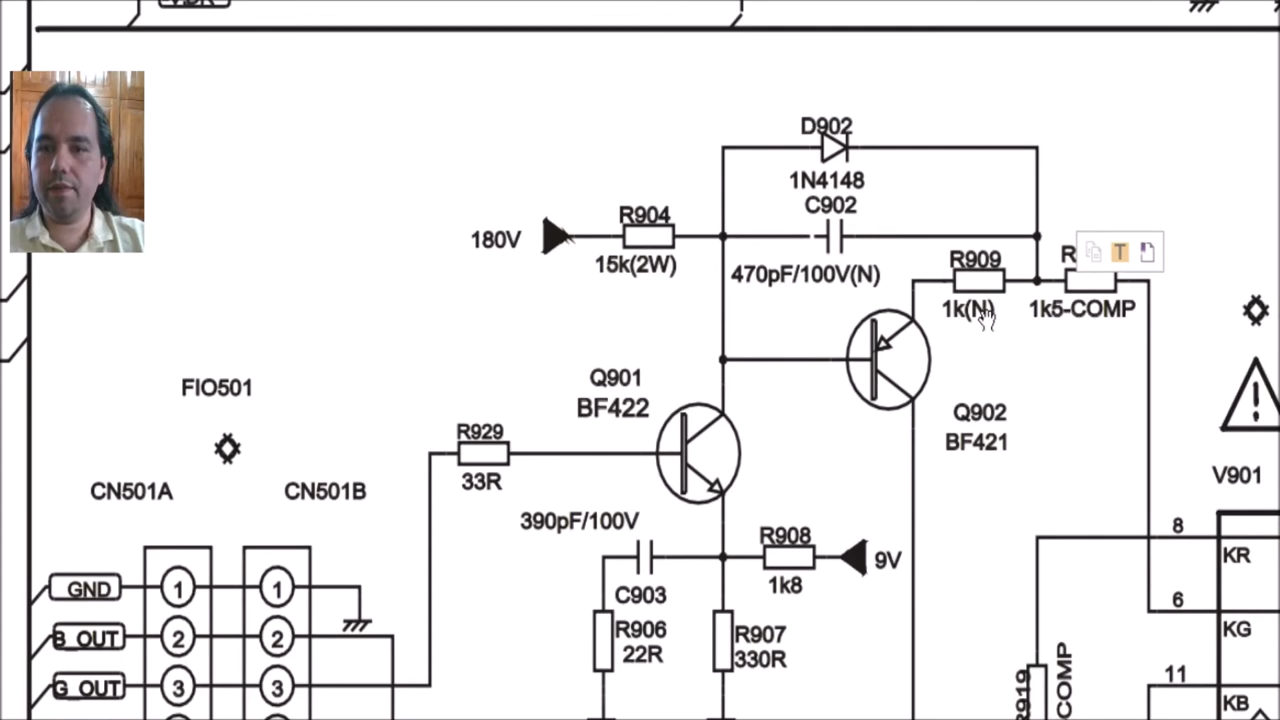 D902
1N4148
C902
R904
180V
15k(2W)
470pF/100V(N)
R909
1k(N)
1k5-COMP
Q901
BF422
Q902
BF421
FIO501
R929
33R
CN501A
CN501B
V901
390pF/100V
R908
9V
1k8
C903
8
KR
6
KG
11
KB
GND
1
1
R906
22R
R907
330R
B_OUT
2
2
G_OUT
3
3
R919
COMP
T